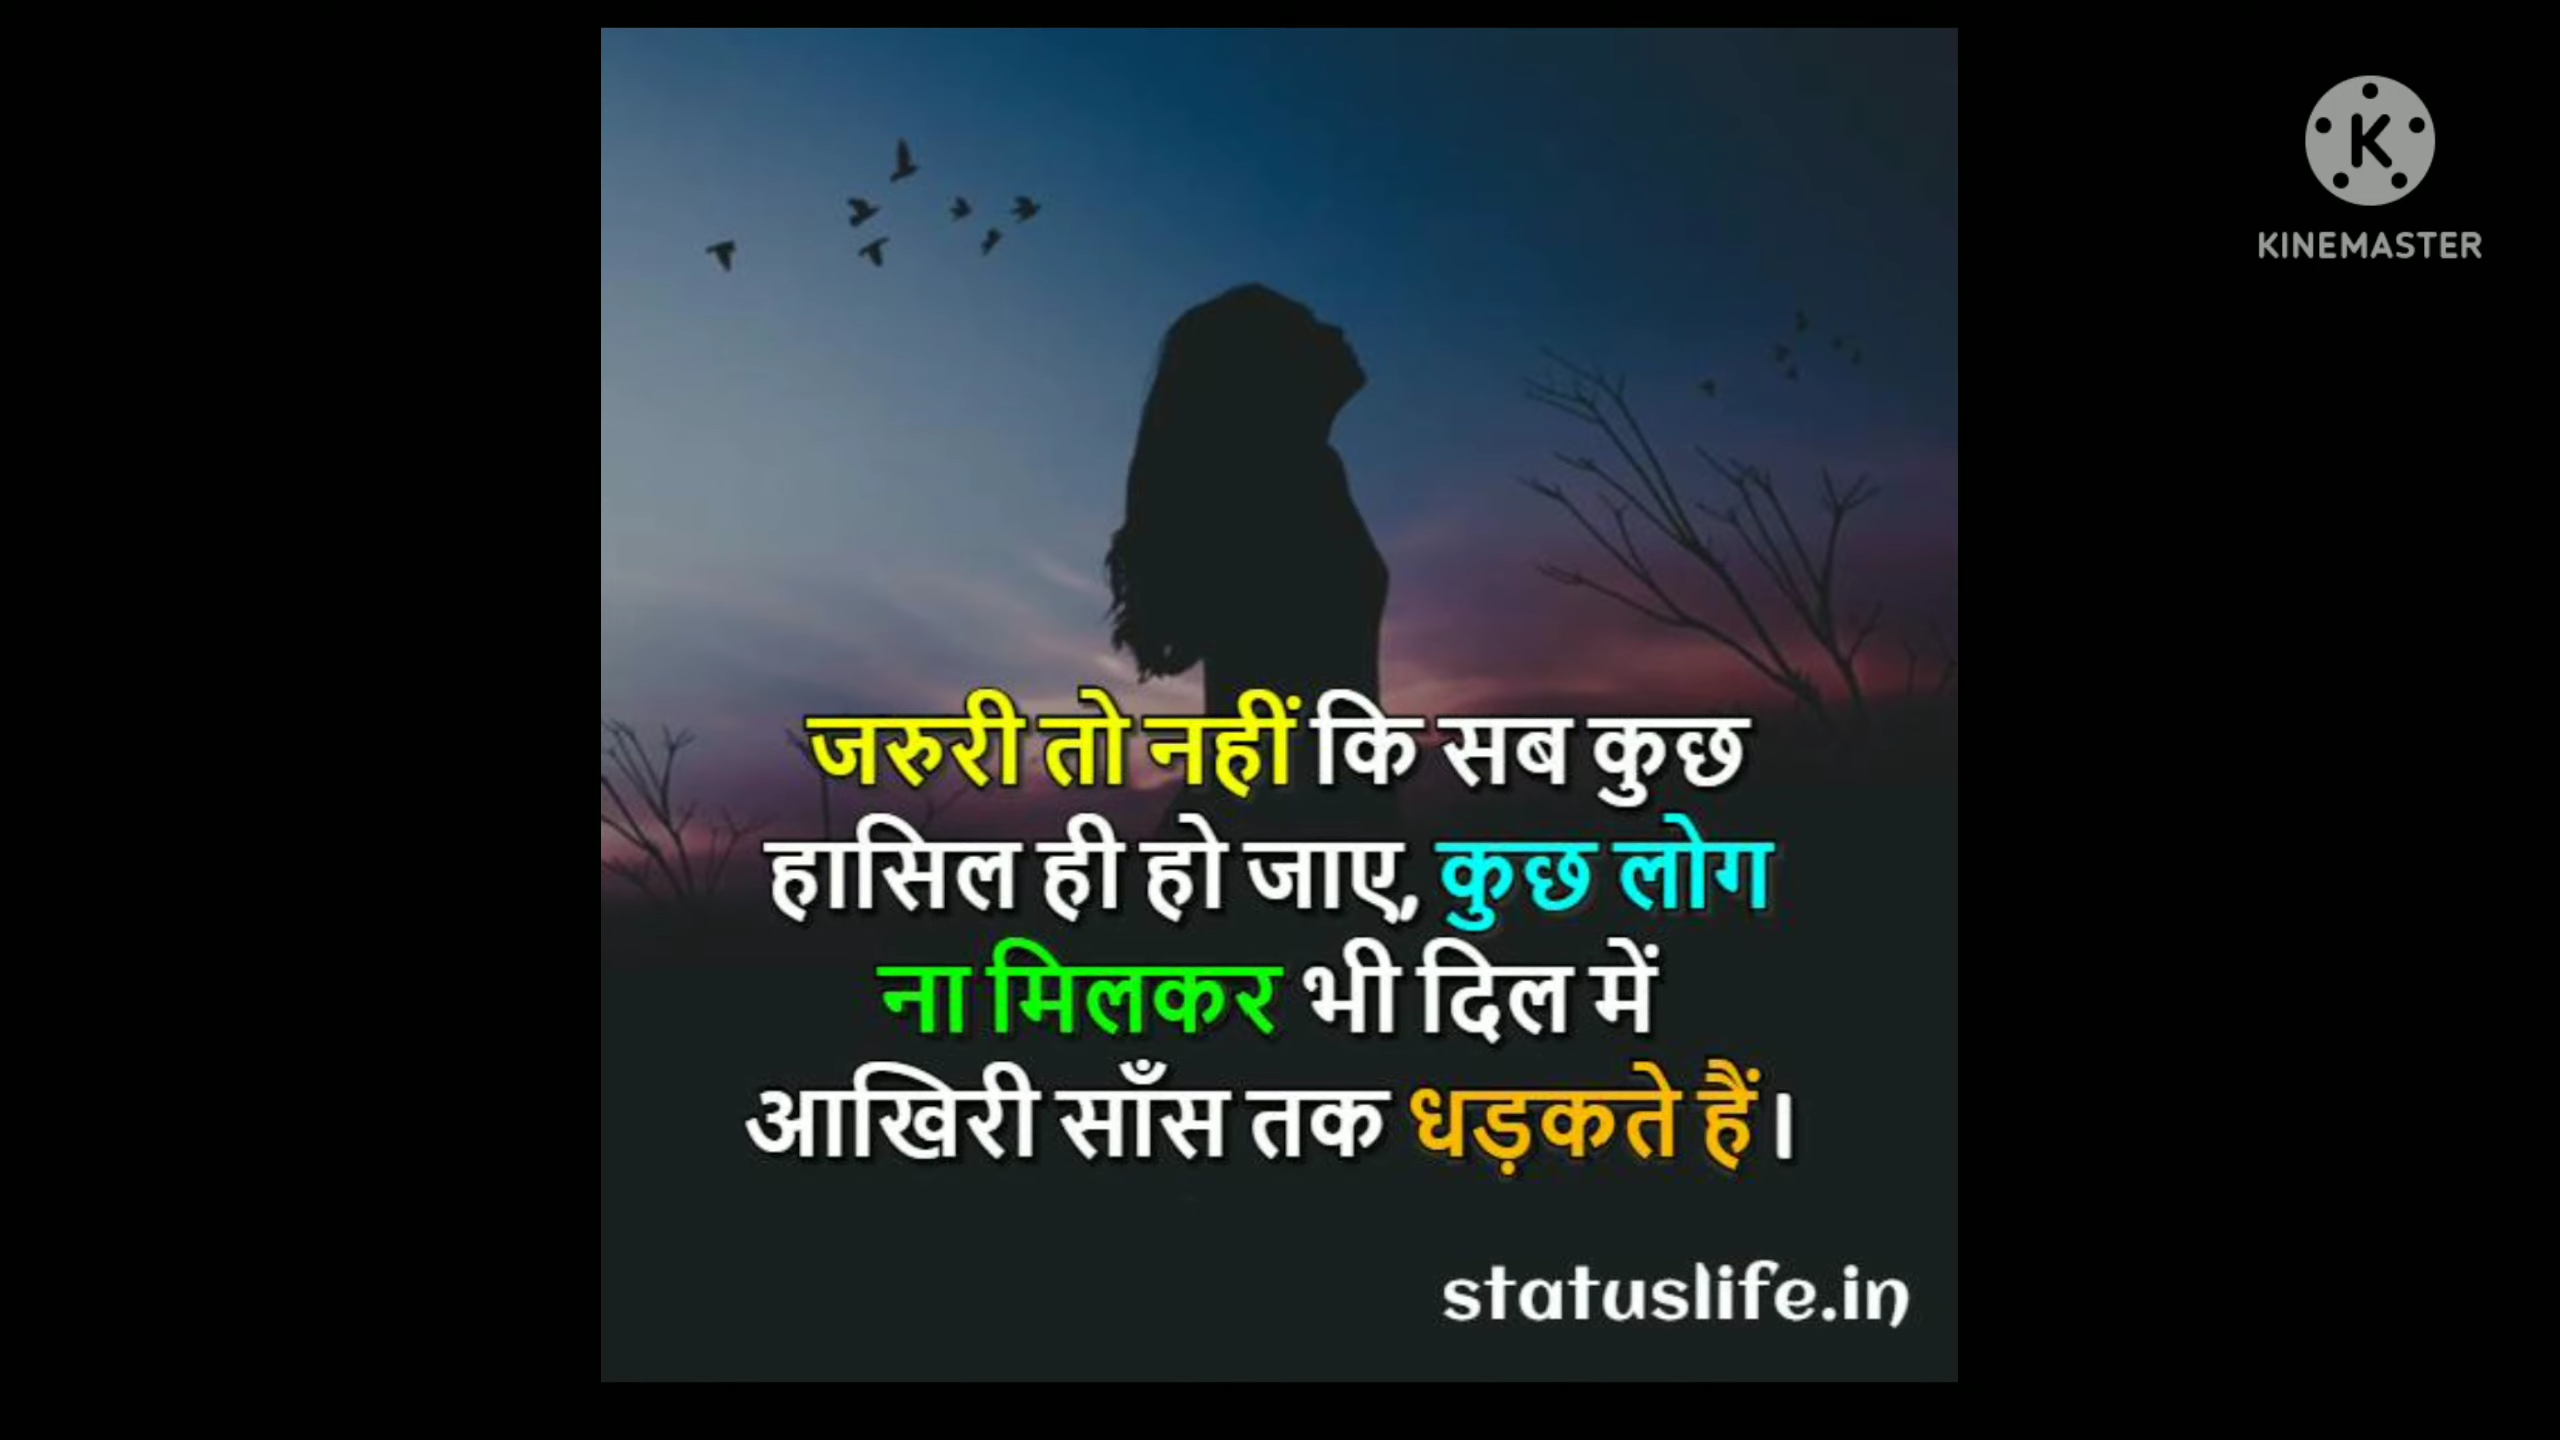 KINEMASTER
जरुरी तो नहीं कि सब कुछ
हासिल ही हो जाए, कुछ लोग
ना मिलकर भी दिल में
आखिरी साँस तक धड़कते हैं।
statuslife.in